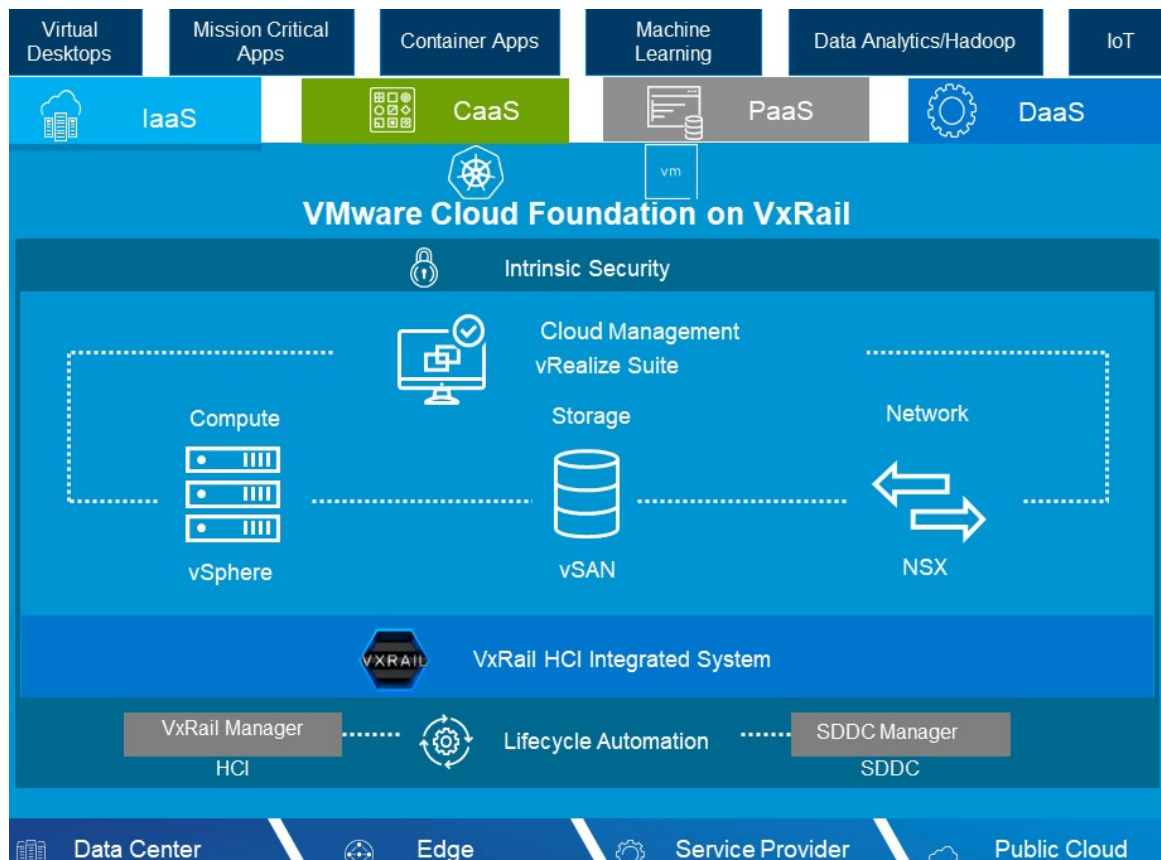 Virtual
Desktops
Mission Critical
Apps
Container Apps
Machine
Learning
Data Analytics/Hadoop
IoT
IaaS
CaaS
PaaS
DaaS
vm
VMware Cloud Foundation on VxRail
Intrinsic Security
Cloud Management
vRealize Suite
Compute
Storage
Network
vSphere
vSAN
NSX
VXRAIL
VxRail HCI Integrated System
VxRail Manager
Lifecycle Automation
SDDC Manager
HCI
SDDC
Data Center
Edge
Service Provider
Public Cloud